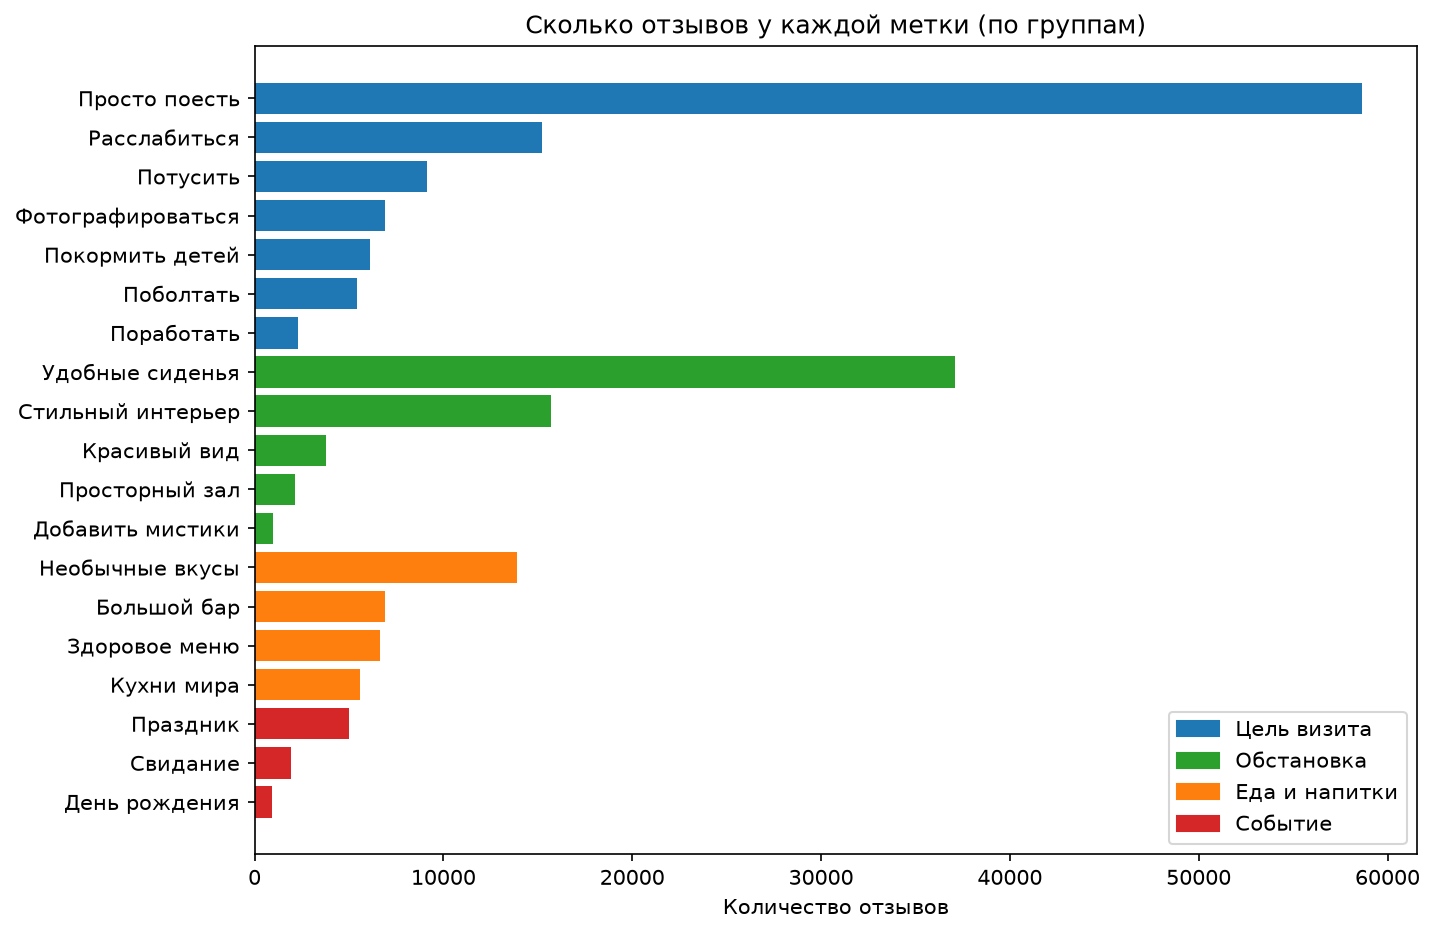 Сколько отзывов у каждой метки (по группам)
Просто поесть
Расслабиться
Потусить
Фотографироваться
Покормить детей
Поболтать
Поработать
Удобные сиденья
Стильный интерьер
Красивый вид
Просторный зал
Добавить мистики
Необычные вкусы
Большой бар
Здоровое меню
Кухни мира
Праздник
Свидание
День рождения
Цель визита
Обстановка
Еда и напитки
Событие
0 10000 20000 30000 40000 50000 60000
Количество отзывов